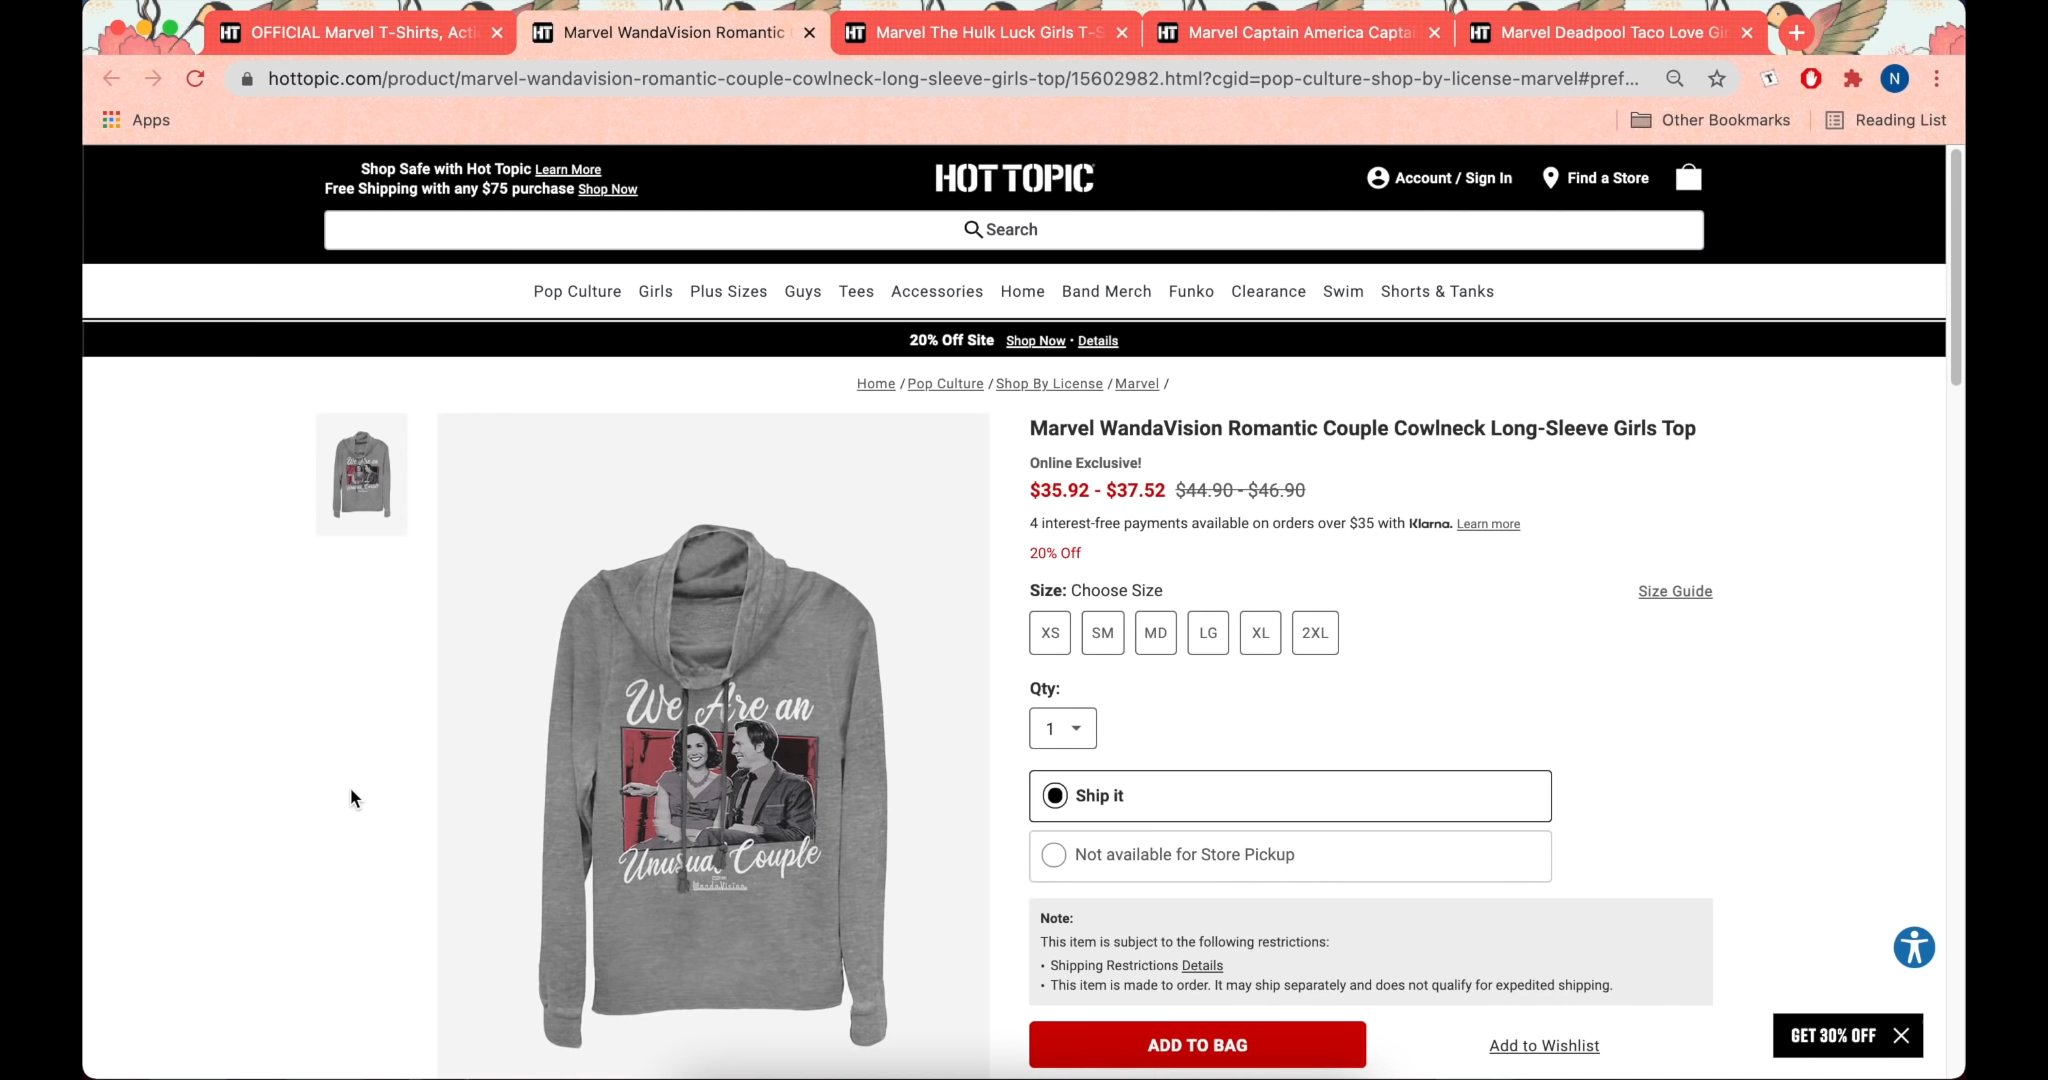 OFFICIAL Marvel T-Shirts, Acti
Marvel WandaVision Romantic
Marvel The Hulk Luck Girls T-S
Marvel Captain America Capta
Marvel Deadpool Taco Love Gi
hottopic.com/product/marvel-wandavision-romantic-couple-cowlneck-long-sleeve-girls-top/15602982.html?cgid=pop-culture-shop-by-license-marvel#pref...
N
Apps
Other Bookmarks
Reading List
Shop Safe with Hot Topic Learn More
Free Shipping with any $75 purchase Shop Now
HOT TOPIC
Account / Sign In
Find a Store
Search
Pop Culture Girls Plus Sizes Guys Tees Accessories Home Band Merch Funko Clearance Swim Shorts & Tanks
20% Off Site Shop Now • Details
Home / Pop Culture / Shop By License / Marvel /
Marvel WandaVision Romantic Couple Cowlneck Long-Sleeve Girls Top
Online Exclusive!
$35.92 - $37.52 $44.90 - $46.90
4 interest-free payments available on orders over $35 with Klarna. Learn more
20% Off
Size: Choose Size
Size Guide
XS SM MD LG XL 2XL
Qty:
1
Ship it
Not available for Store Pickup
Note:
This item is subject to the following restrictions:
• Shipping Restrictions Details
• This item is made to order. It may ship separately and does not qualify for expedited shipping.
ADD TO BAG
Add to Wishlist
GET 30% OFF
We Are an
Unusual Couple
WandaVision